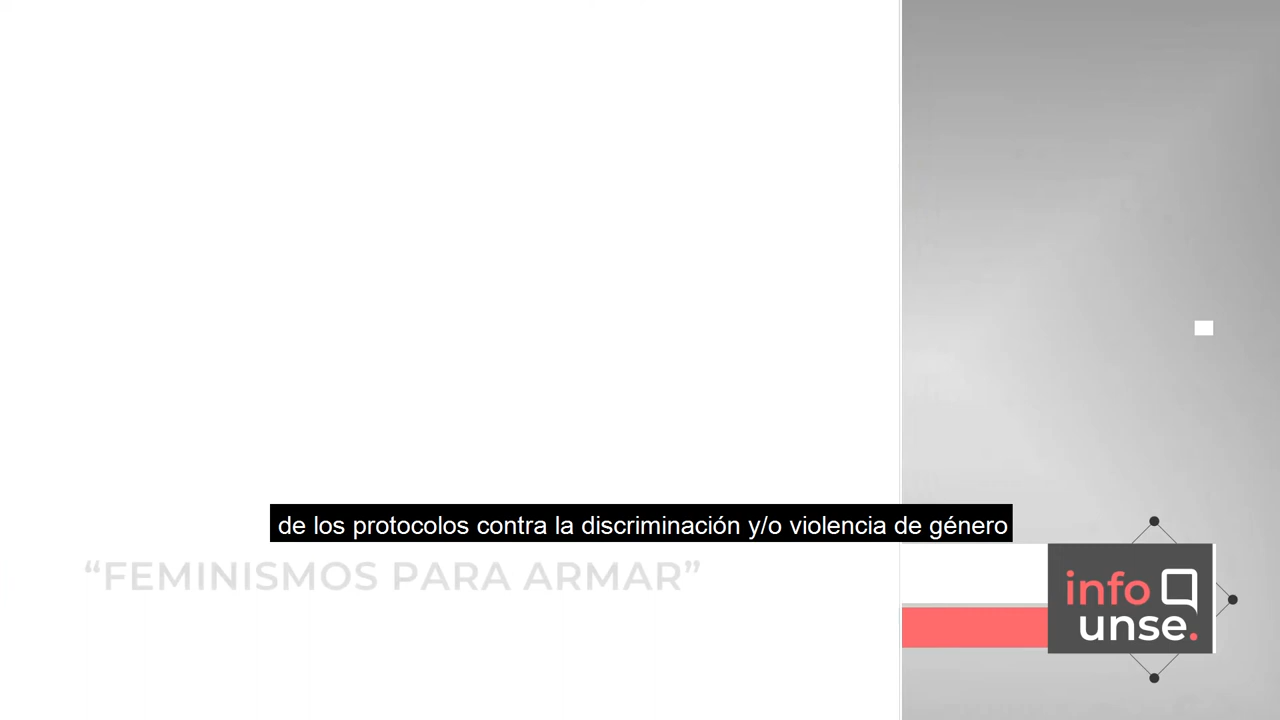 de los protocolos contra la discriminación y/o violencia de género
“FEMINISMOS PARA ARMAR”
info
unse.